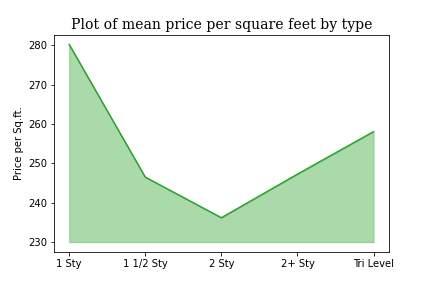 Plot of mean price per square feet by type
280
270
260
250
240
230
Price per Sq.ft.
1 Sty
1 1/2 Sty
2 Sty
2+ Sty
Tri Level